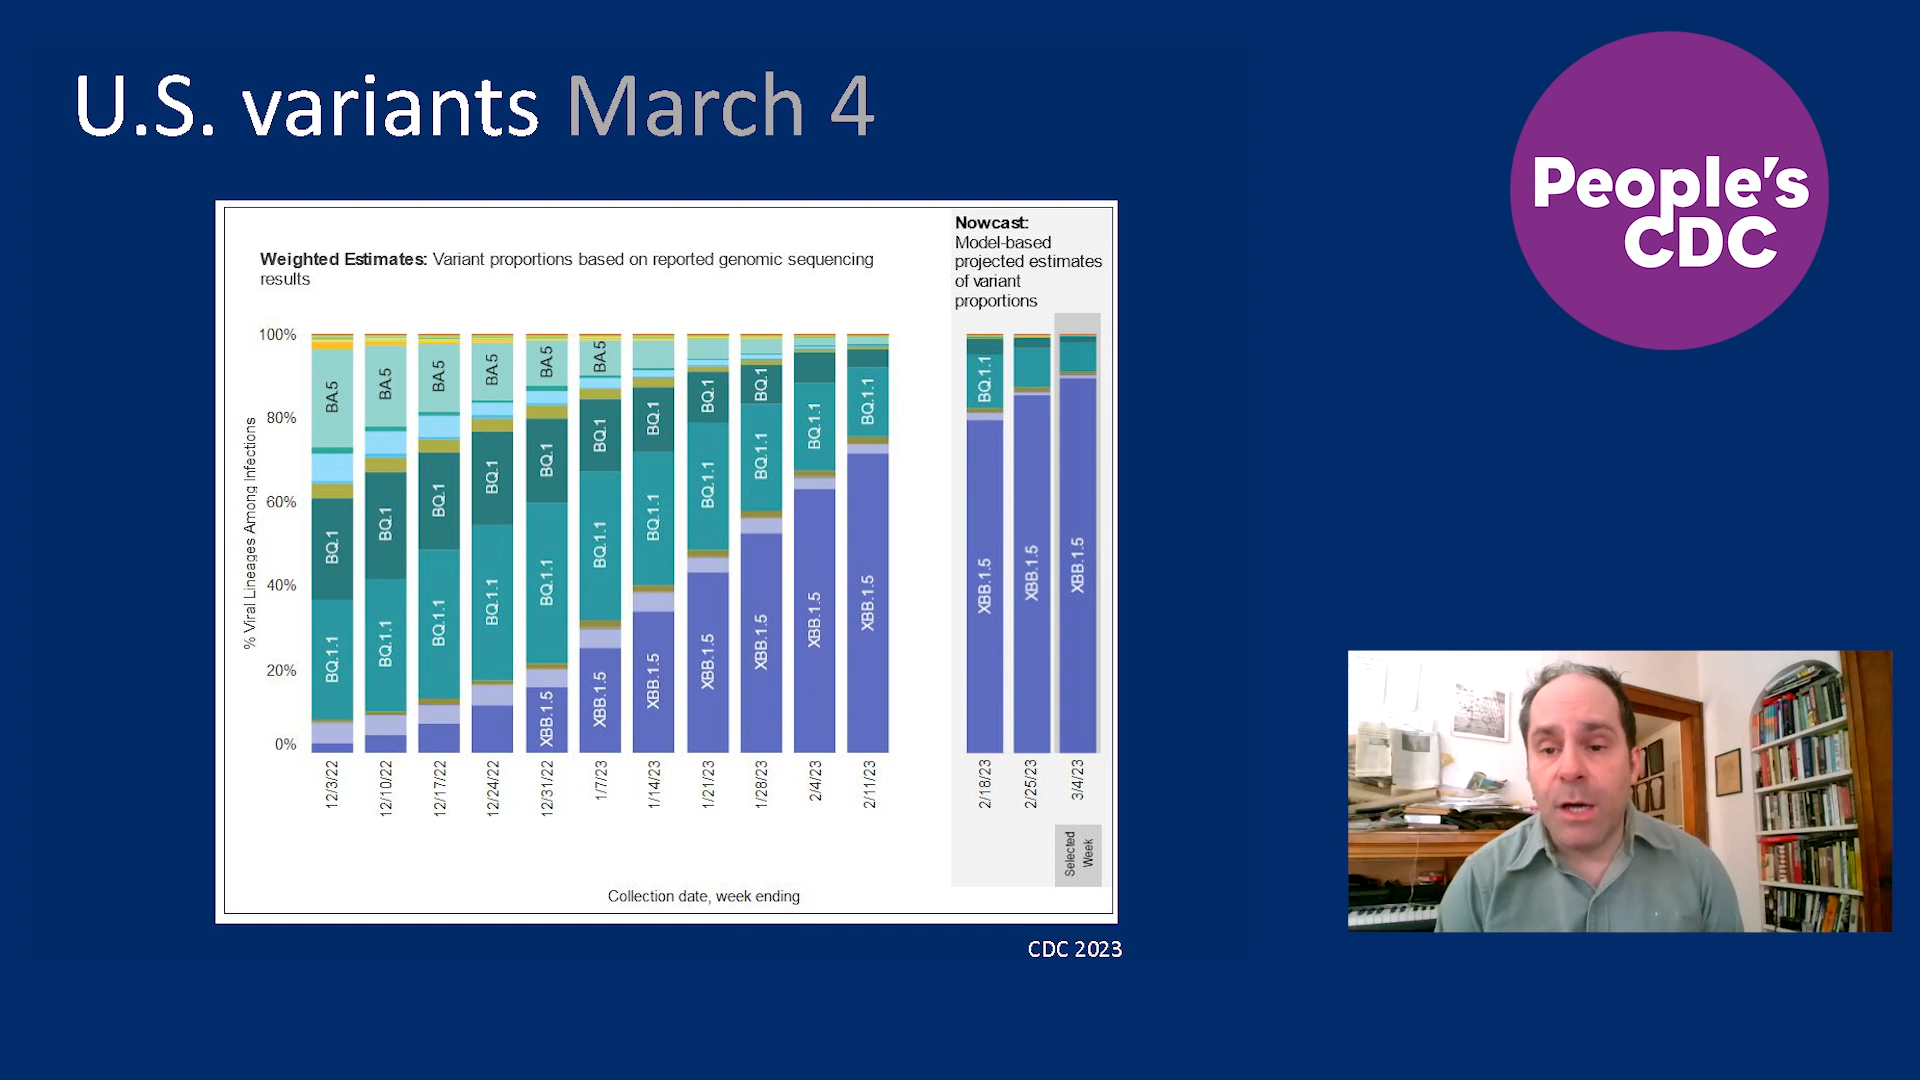 U.S. variants March 4
People's
CDC
Weighted Estimates: Variant proportions based on reported genomic sequencing
results
Nowcast:
Model-based
projected estimates
of variant
proportions
% Viral Lineages Among Infections
100%
80%
60%
40%
20%
0%
BA.5
BQ.1
BQ.1.1
BA.5
BQ.1
BQ.1.1
BA.5
BQ.1
BQ.1.1
BA.5
BQ.1
BQ.1.1
BA.5
BQ.1
BQ.1.1
XBB.1.5
BA.5
BQ.1
BQ.1.1
XBB.1.5
BQ.1
BQ.1.1
XBB.1.5
BQ.1
BQ.1.1
XBB.1.5
BQ.1
BQ.1.1
XBB.1.5
BQ.1.1
XBB.1.5
BQ.1.1
XBB.1.5
BQ.1.1
XBB.1.5
XBB.1.5
XBB.1.5
12/3/22
12/10/22
12/17/22
12/24/22
12/31/22
1/7/23
1/14/23
1/21/23
1/28/23
2/4/23
2/11/23
2/18/23
2/25/23
3/4/23
Selected
Week
Collection date, week ending
CDC 2023